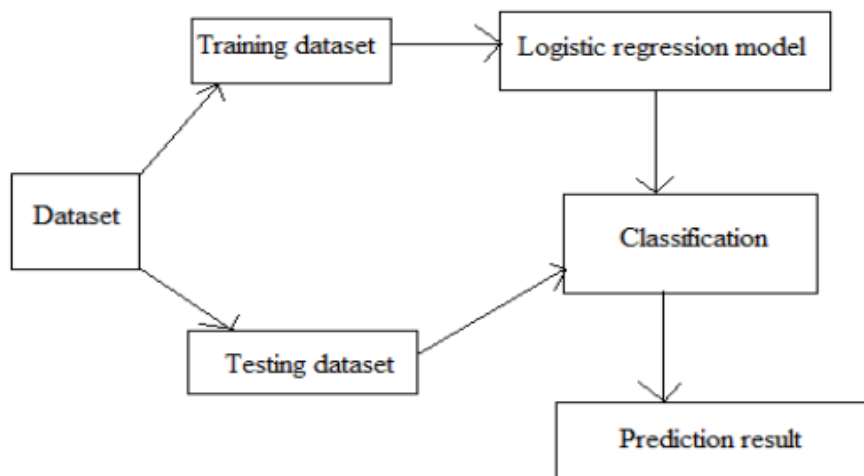 Training dataset
Logistic regression model
Dataset
Classification
Testing dataset
Prediction result